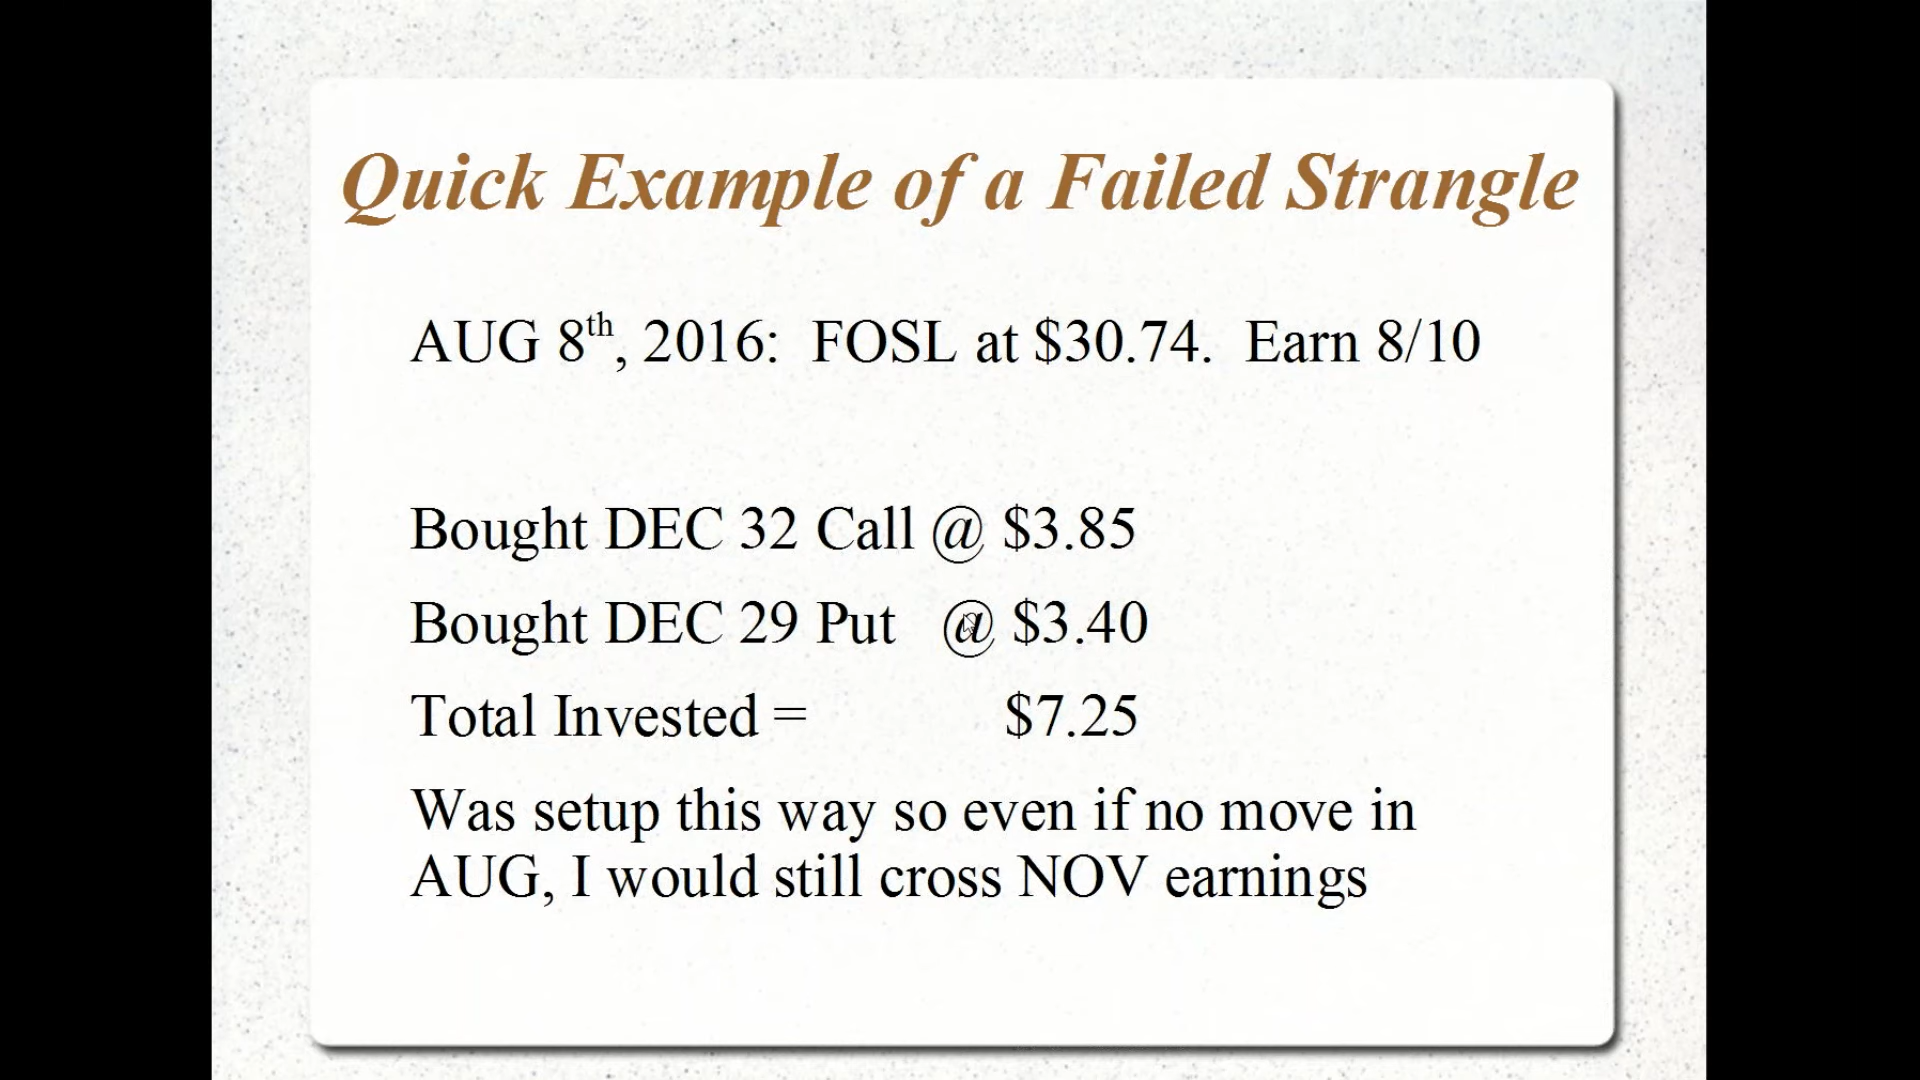 Quick Example of a Failed Strangle
AUG 8th, 2016: FOSL at $30.74. Earn 8/10
Bought DEC 32 Call @ $3.85
Bought DEC 29 Put @ $3.40
Total Invested = $7.25
Was setup this way so even if no move in
AUG, I would still cross NOV earnings